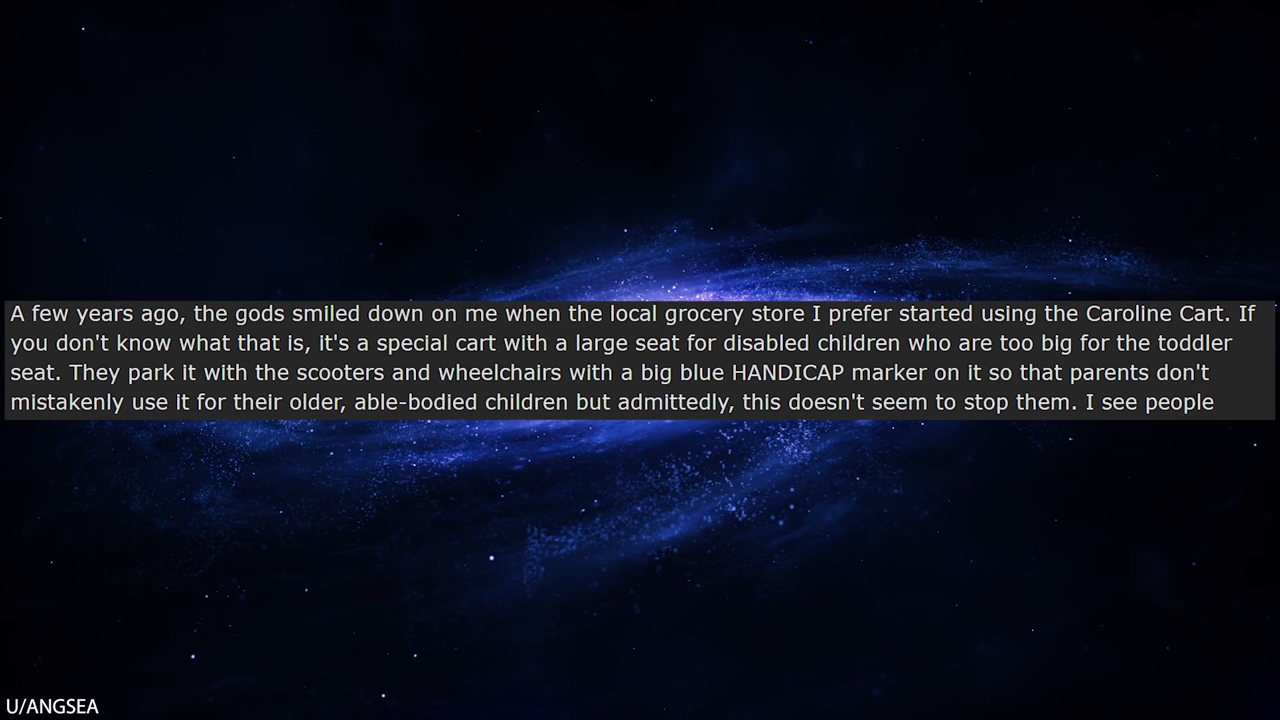 A few years ago, the gods smiled down on me when the local grocery store I prefer started using the Caroline Cart. If
you don't know what that is, it's a special cart with a large seat for disabled children who are too big for the toddler
seat. They park it with the scooters and wheelchairs with a big blue HANDICAP marker on it so that parents don't
mistakenly use it for their older, able-bodied children but admittedly, this doesn't seem to stop them. I see people
U/ANGSEA